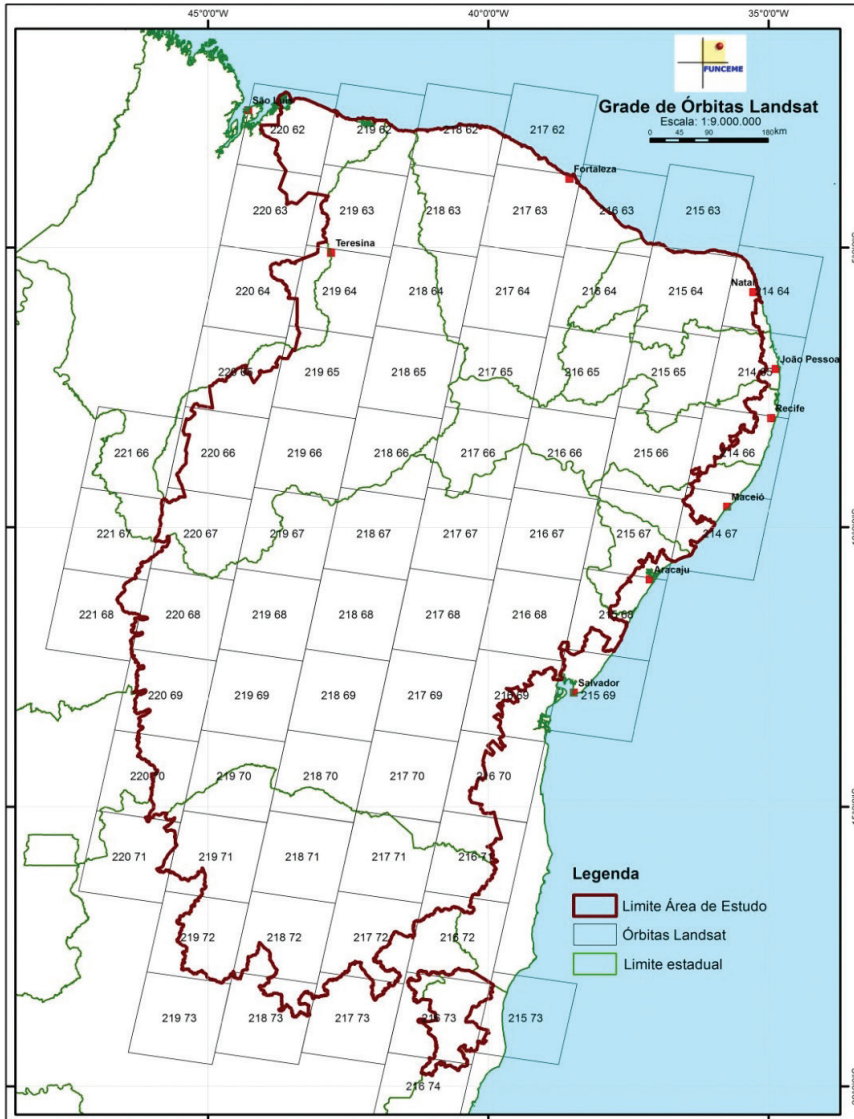 45°0'0"W 40°0'0"W 35°0'0"W
FUNCEME
Grade de Órbitas Landsat
Escala: 1:9.000.000
0 45 90 180 km
São Luís
220 62 219 62 218 62 217 62
Fortaleza
220 63 219 63 218 63 217 63 216 63 215 63
Teresina
Natal
220 64 219 64 218 64 217 64 216 64 215 64 214 64
João Pessoa
220 65 219 65 218 65 217 65 216 65 215 65 214 65
Recife
221 66 220 66 219 66 218 66 217 66 216 66 215 66 214 66
Maceió
221 67 220 67 219 67 218 67 217 67 216 67 215 67 214 67
Aracaju
221 68 220 68 219 68 218 68 217 68 216 68 215 68
Salvador
220 69 219 69 218 69 217 69 216 69 215 69
220 70 219 70 218 70 217 70 216 70
220 71 219 71 218 71 217 71 216 71
Legenda
Limite Área de Estudo
Órbitas Landsat
Limite estadual
219 72 218 72 217 72 216 72
219 73 218 73 217 73 216 73 215 73
216 74